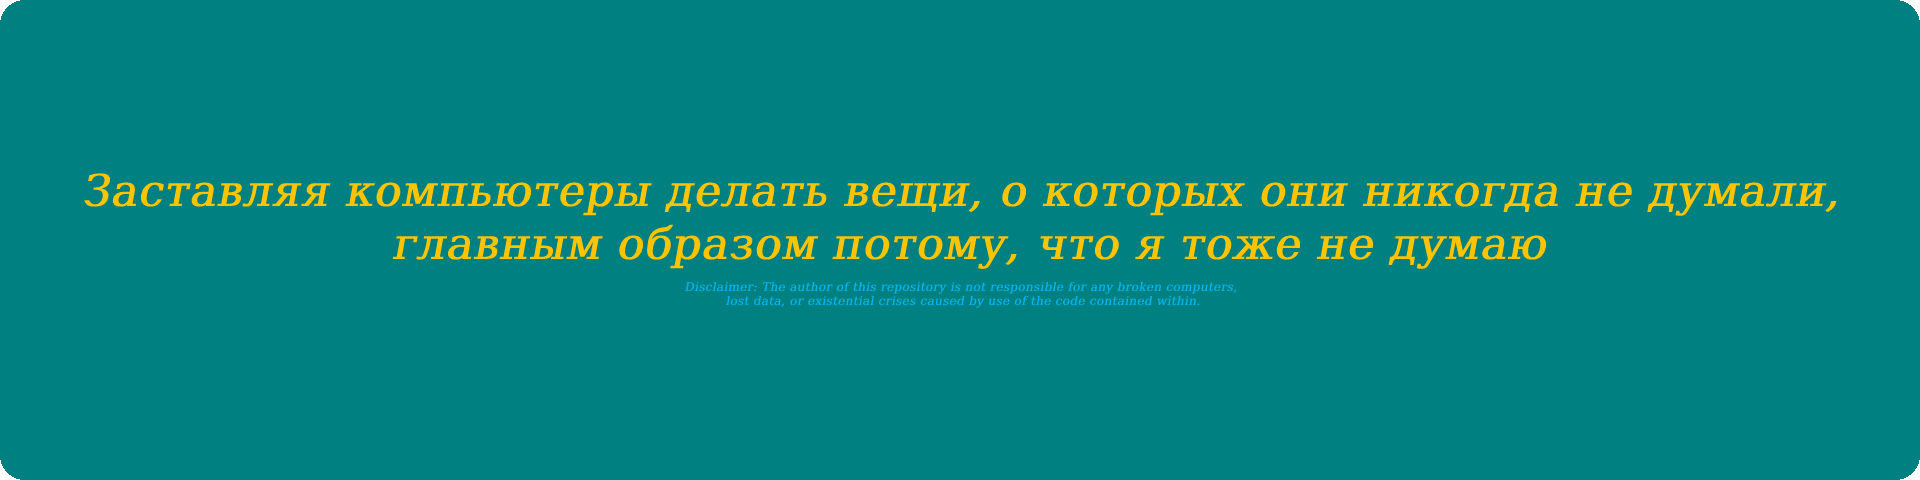 Заставляя компьютеры делать вещи, о которых они никогда не думали,
главным образом потому, что я тоже не думаю
Disclaimer: The author of this repository is not responsible for any broken computers,
lost data, or existential crises caused by use of the code contained within.